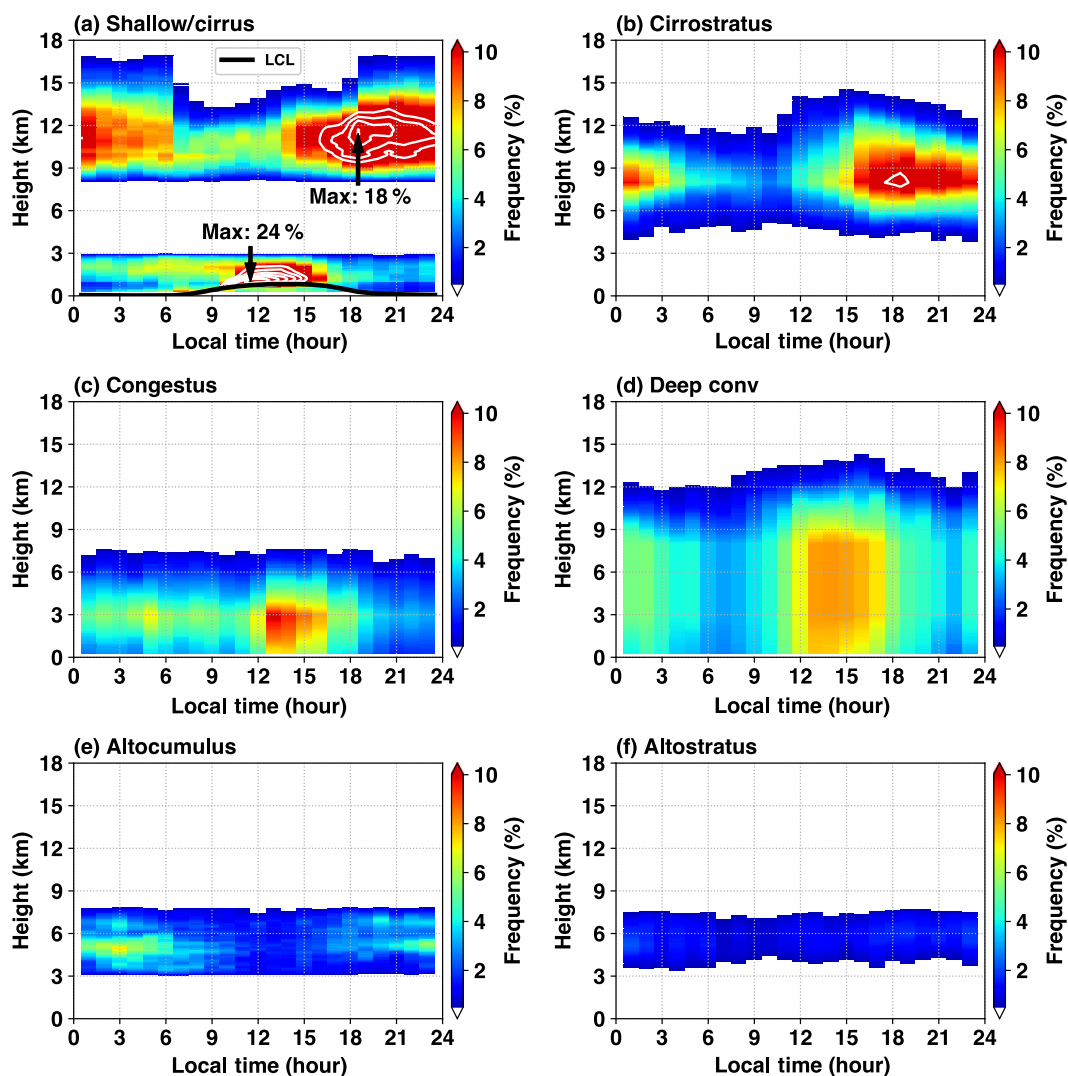 (a) Shallow/cirrus
18
15
12
9
6
3
0
Height (km)
LCL
Max: 18 %
Max: 24 %
0 3 6 9 12 15 18 21 24
Local time (hour)
10
8
6
4
2
Frequency (%)
(b) Cirrostratus
18
15
12
9
6
3
0
Height (km)
0 3 6 9 12 15 18 21 24
Local time (hour)
10
8
6
4
2
Frequency (%)
(c) Congestus
18
15
12
9
6
3
0
Height (km)
0 3 6 9 12 15 18 21 24
Local time (hour)
10
8
6
4
2
Frequency (%)
(d) Deep conv
18
15
12
9
6
3
0
Height (km)
0 3 6 9 12 15 18 21 24
Local time (hour)
10
8
6
4
2
Frequency (%)
(e) Altocumulus
18
15
12
9
6
3
0
Height (km)
0 3 6 9 12 15 18 21 24
Local time (hour)
10
8
6
4
2
Frequency (%)
(f) Altostratus
18
15
12
9
6
3
0
Height (km)
0 3 6 9 12 15 18 21 24
Local time (hour)
10
8
6
4
2
Frequency (%)